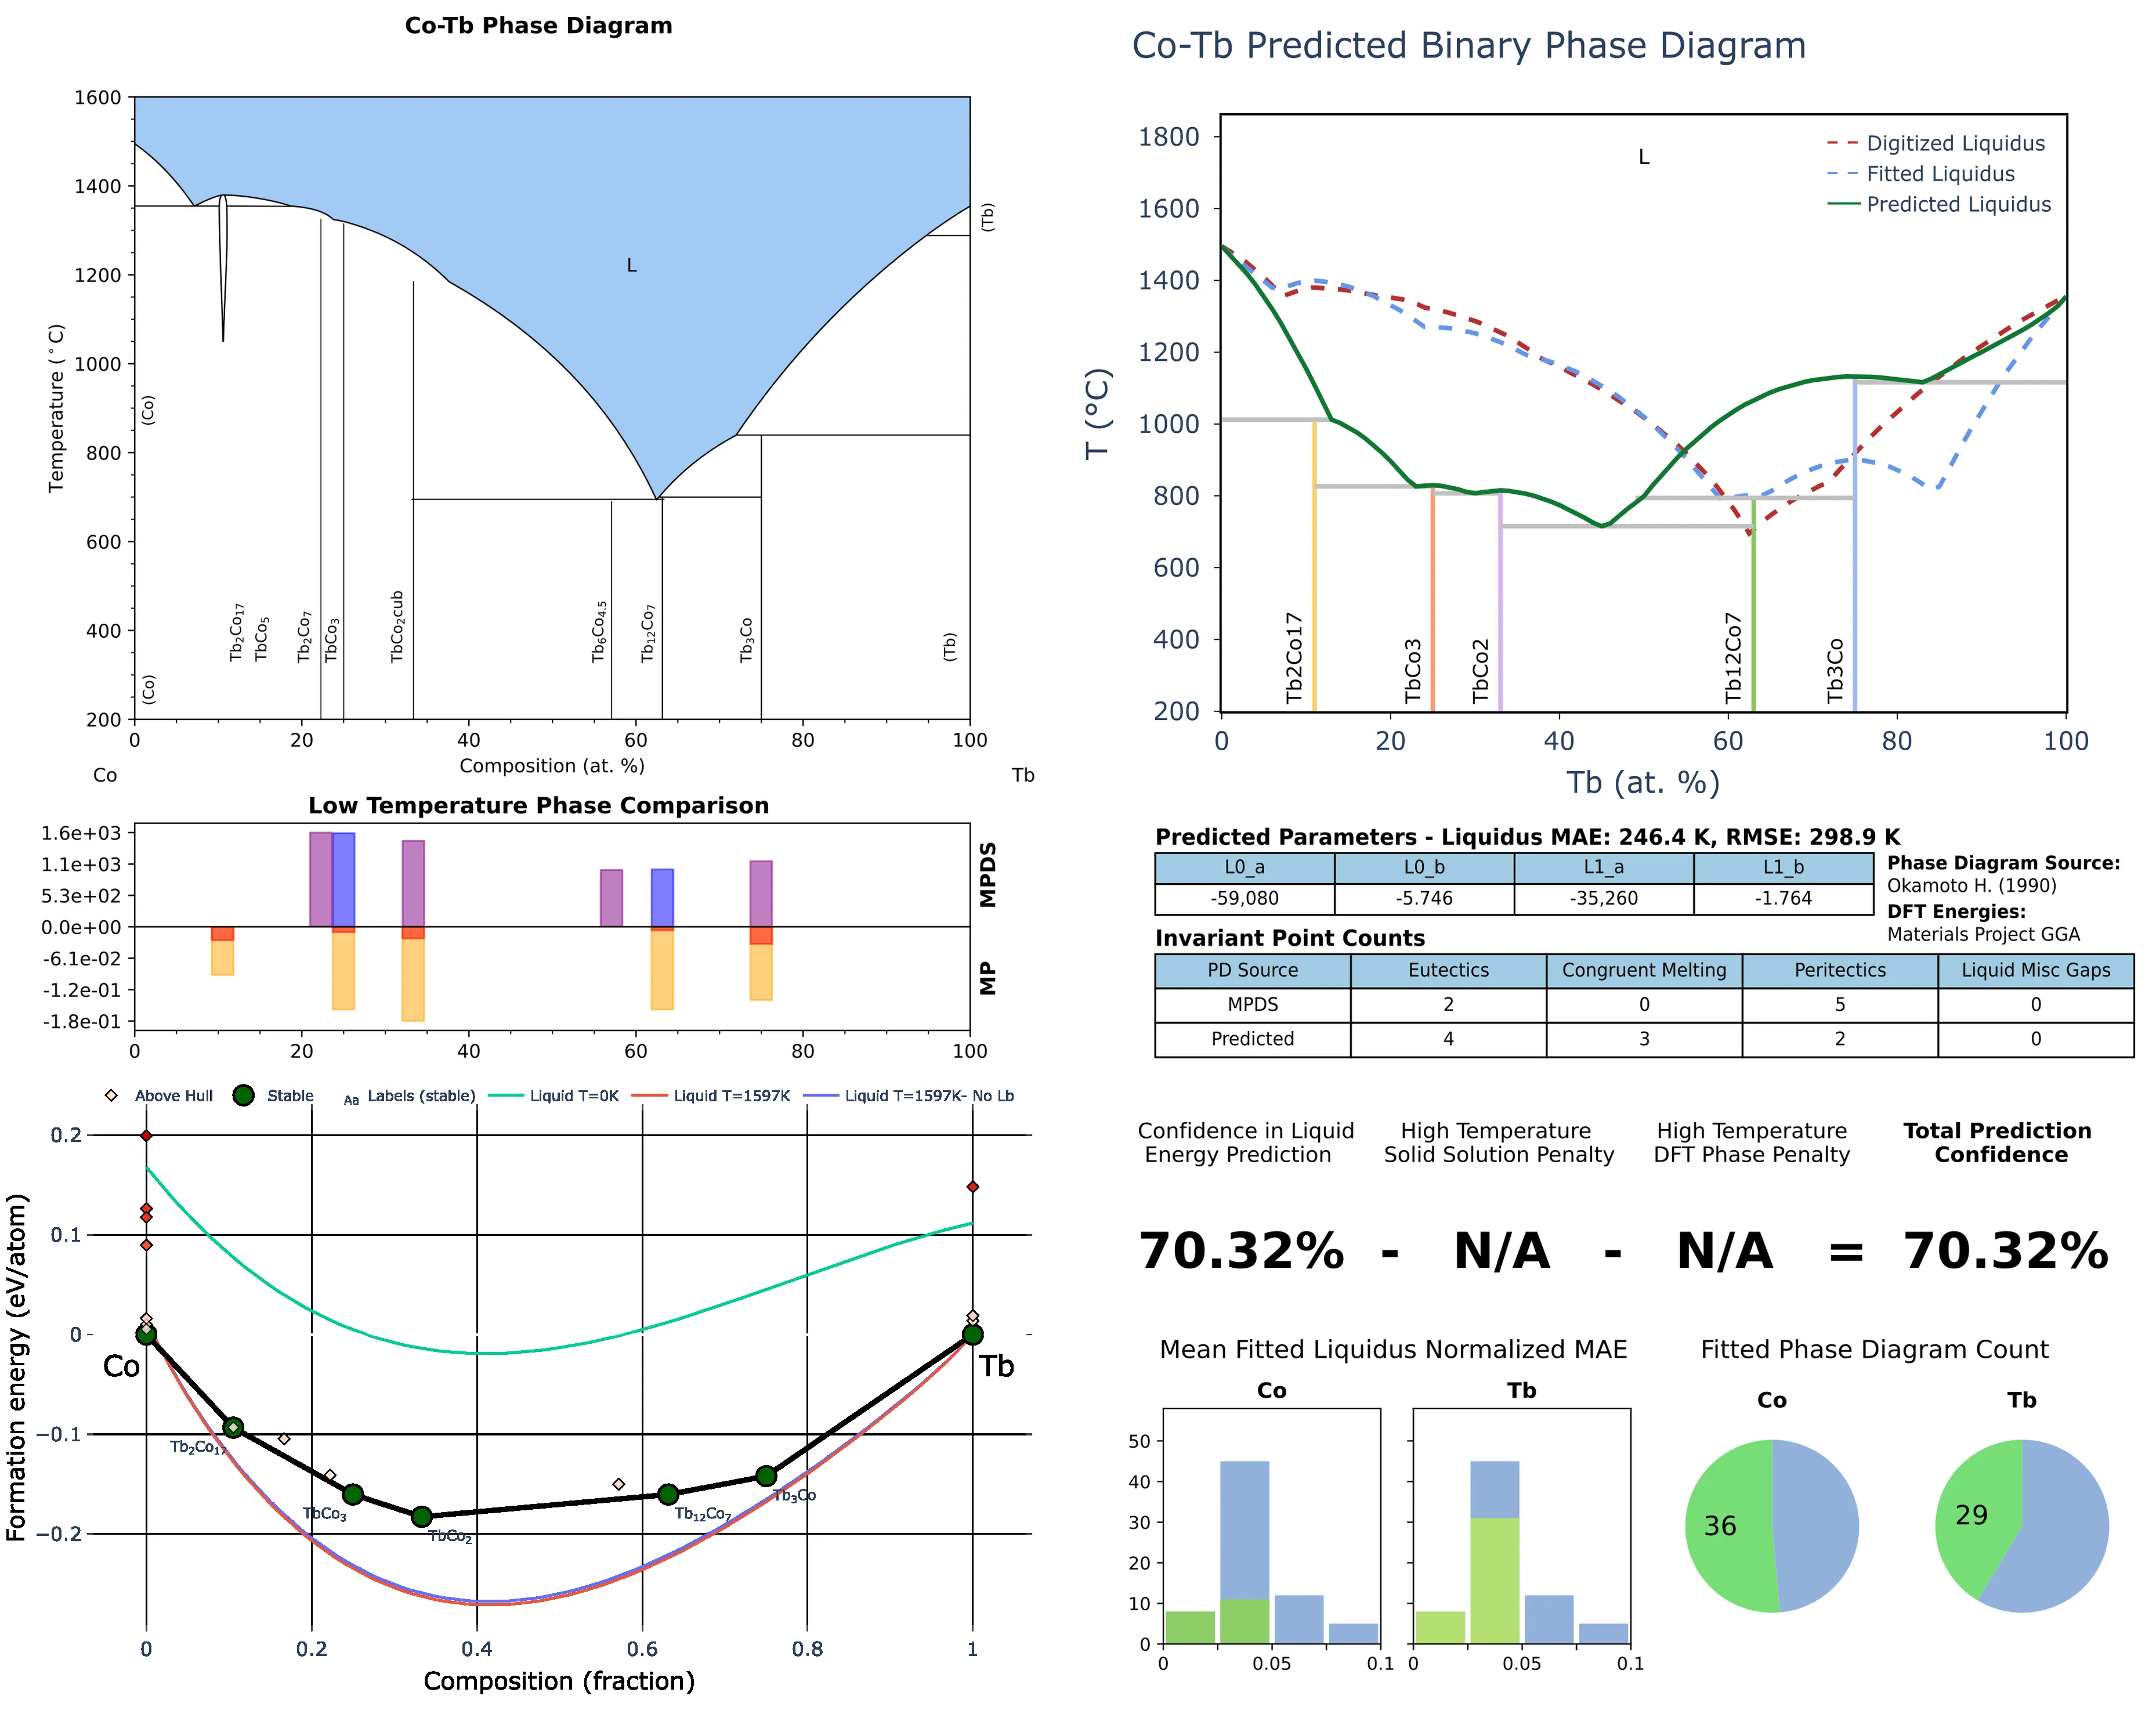 Co-Tb Phase Diagram
1600
1400
1200
1000
800
600
400
200
Temperature (°C)
L
(Co)
(Co)
Tb2Co17
TbCo5
Tb2Co7
TbCo3
TbCo2cub
Tb6Co4.5
Tb12Co7
Tb3Co
(Tb)
(Tb)
0 20 40 60 80 100
Composition (at. %)
Co Tb
Co-Tb Predicted Binary Phase Diagram
L
Digitized Liquidus
Fitted Liquidus
Predicted Liquidus
1800
1600
1400
1200
1000
800
600
400
200
T (°C)
Tb2Co17
TbCo3
TbCo2
Tb12Co7
Tb3Co
0 20 40 60 80 100
Tb (at. %)
Low Temperature Phase Comparison
1.6e+03
1.1e+03
5.3e+02
0.0e+00
-6.1e-02
-1.2e-01
-1.8e-01
MPDS
MP
0 20 40 60 80 100
Predicted Parameters - Liquidus MAE: 246.4 K, RMSE: 298.9 K
L0_a L0_b L1_a L1_b
-59,080 -5.746 -35,260 -1.764
Phase Diagram Source:
Okamoto H. (1990)
DFT Energies:
Materials Project GGA
Invariant Point Counts
PD Source Eutectics Congruent Melting Peritectics Liquid Misc Gaps
MPDS 2 0 5 0
Predicted 4 3 2 0
Above Hull Stable Aa Labels (stable) Liquid T=0K Liquid T=1597K Liquid T=1597K- No Lb
0.2
0.1
0
−0.1
−0.2
Formation energy (eV/atom)
Co
Tb
Tb2Co17
TbCo3
TbCo2
Tb12Co7
Tb3Co
0 0.2 0.4 0.6 0.8 1
Composition (fraction)
Confidence in Liquid
Energy Prediction
High Temperature
Solid Solution Penalty
High Temperature
DFT Phase Penalty
Total Prediction
Confidence
70.32% - N/A - N/A = 70.32%
Mean Fitted Liquidus Normalized MAE
Co
Tb
50
40
30
20
10
0
0 0.05 0.1
0 0.05 0.1
Fitted Phase Diagram Count
Co
Tb
36
29